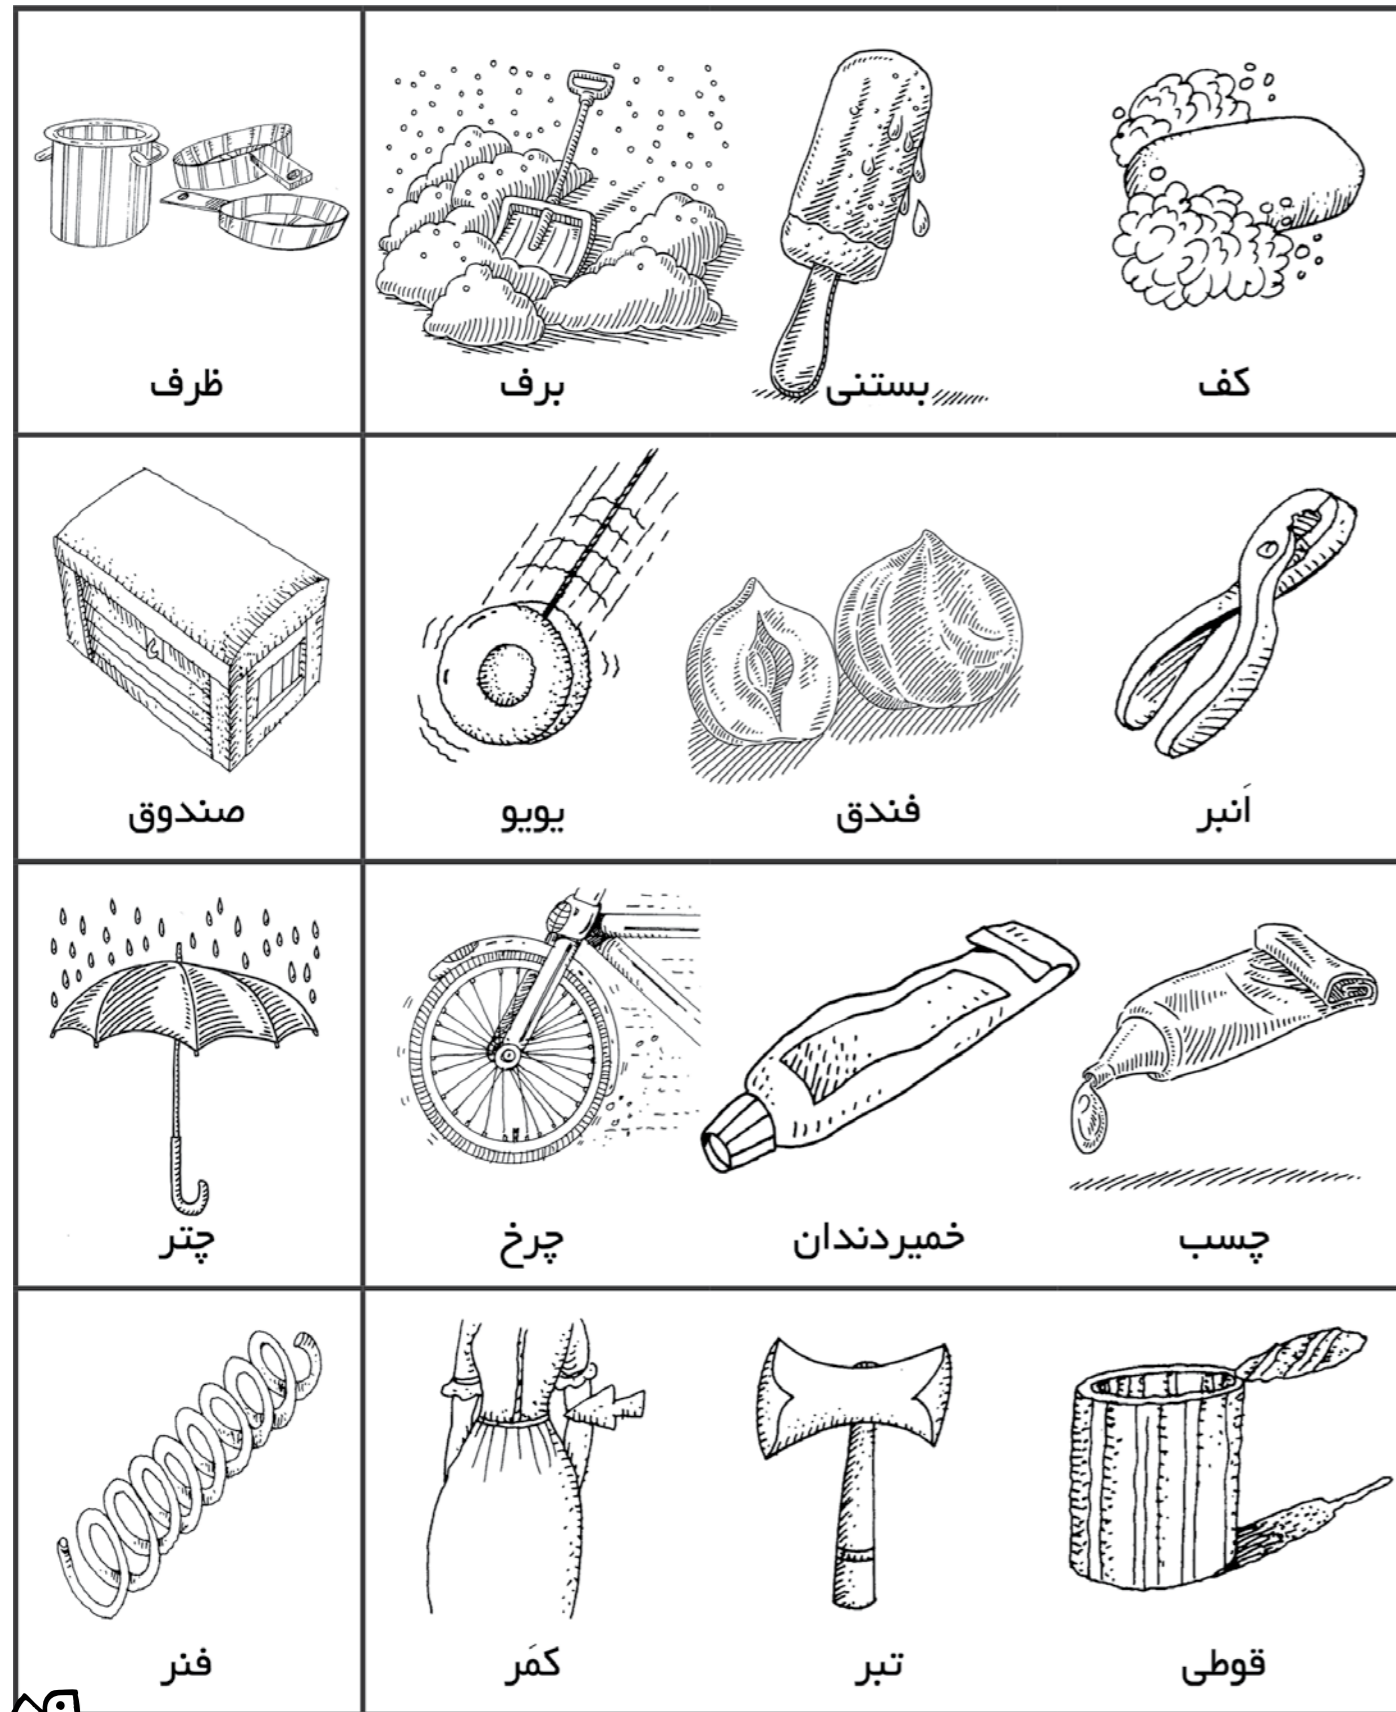 کف بستنی برف ظرف
اَنبر فندق یویو صندوق
چسب خمیردندان چرخ چتر
قوطی تبر کمَر فنر